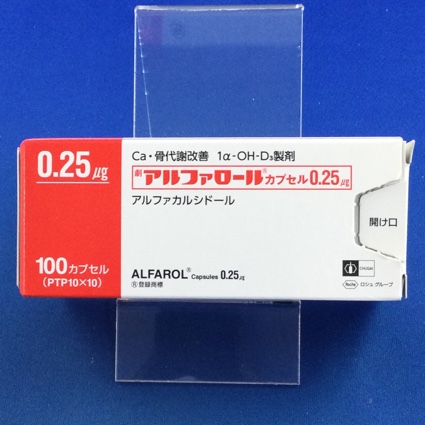 0.25μg
100カプセル
(PTP10×10)
Ca・骨代謝改善 1α-OH-D₃製剤
劇 アルファロール®カプセル0.25μg
アルファカルシドール
ALFAROL® Capsules 0.25μg
Ⓡ登録商標
開け口
CHUGAI
Roche ロシュ グループ